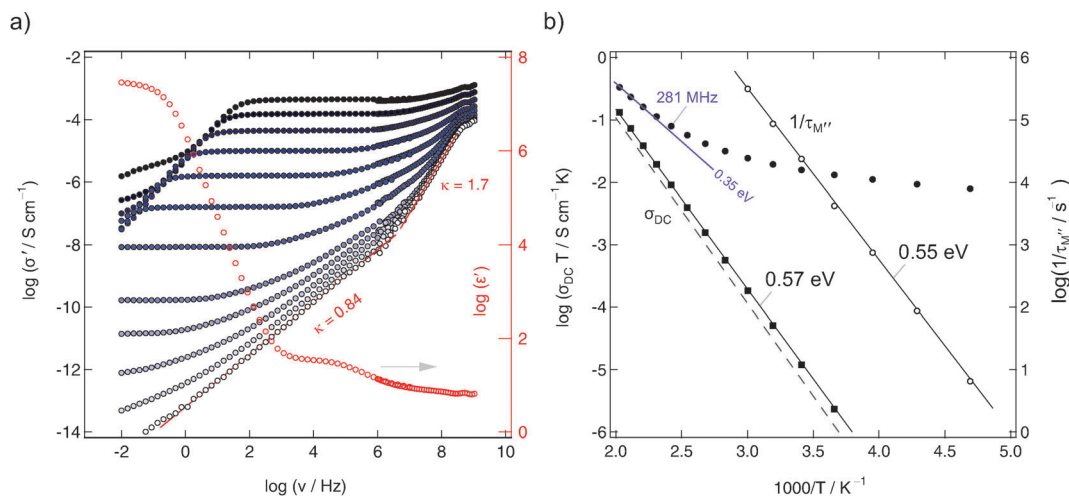 a)
b)
-2
-4
-6
-8
-10
-12
-14
log (σ' / S cm⁻¹)
-2
0
2
4
6
8
10
log (ν / Hz)
8
6
4
2
0
log (ε')
κ = 1.7
κ = 0.84
0
-1
-2
-3
-4
-5
-6
log (σDC T / S cm⁻¹ K)
2.0
2.5
3.0
3.5
4.0
4.5
5.0
1000/T / K⁻¹
6
5
4
3
2
1
0
log(1/τM'' / s⁻¹)
281 MHz
0.35 eV
1/τM''
σDC
0.57 eV
0.55 eV